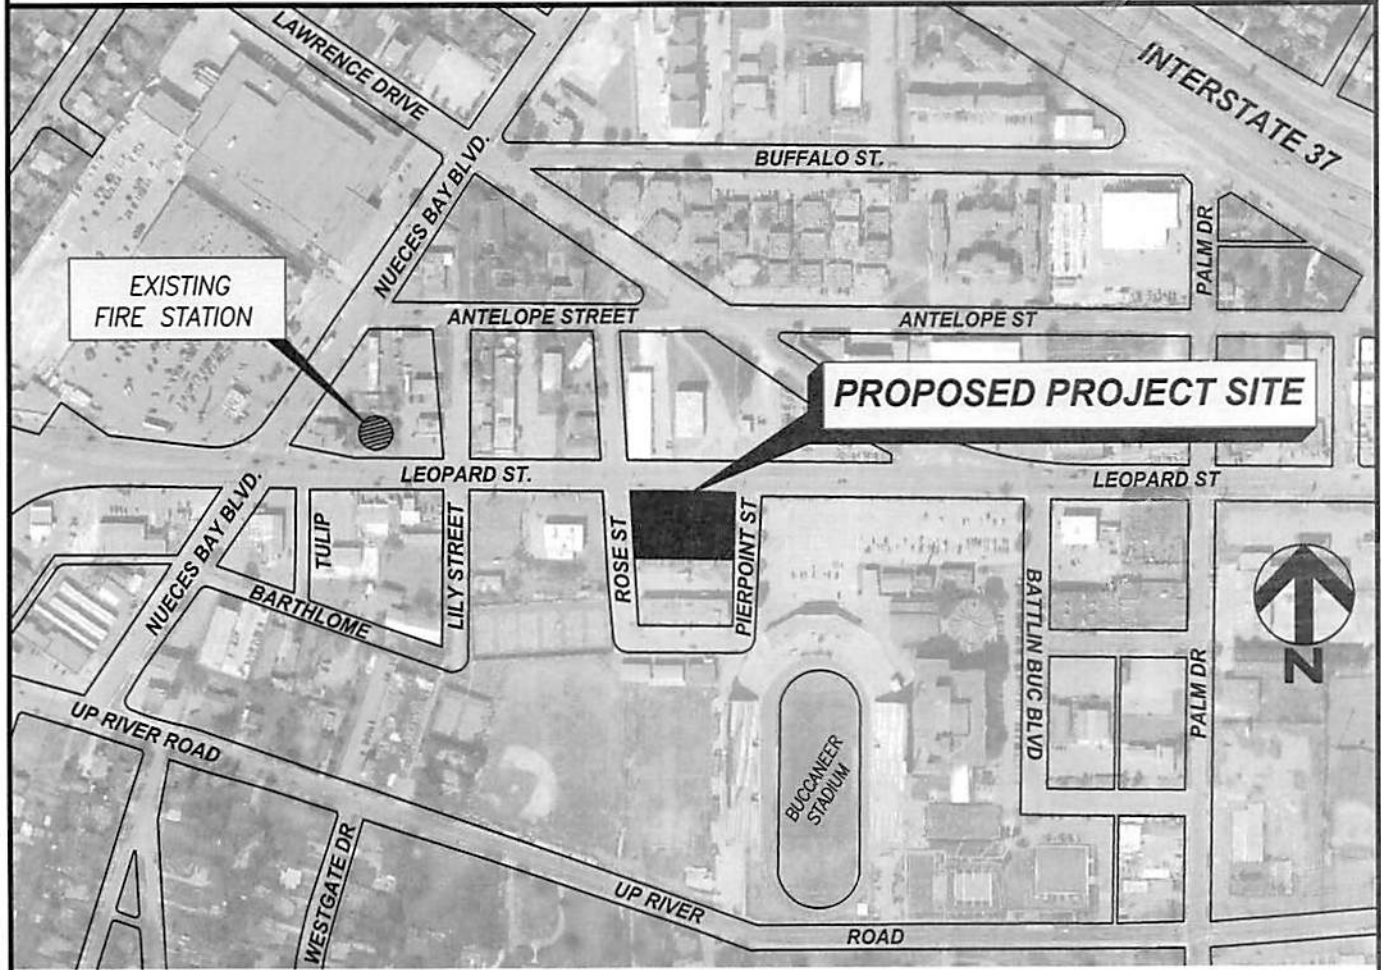 LAWRENCE DRIVE
INTERSTATE 37
BUFFALO ST.
NUECES BAY BLVD.
PALM DR
EXISTING
FIRE STATION
ANTELOPE STREET
ANTELOPE ST
PROPOSED PROJECT SITE
LEOPARD ST.
LEOPARD ST
NUECES BAY BLVD.
TULIP
LILY STREET
ROSE ST
PIERPOINT ST
BARTHLOME
BATTLIN BUC BLVD
N
PALM DR
UP RIVER ROAD
BUCCANEER
STADIUM
WESTGATE DR
UP RIVER
ROAD